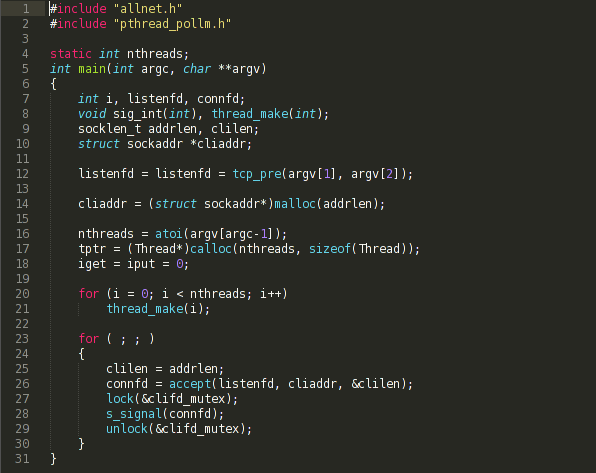 1 #include "allnet.h"
2 #include "pthread_pollm.h"
3
4 static int nthreads;
5 int main(int argc, char **argv)
6 {
7     int i, listenfd, connfd;
8     void sig_int(int), thread_make(int);
9     socklen_t addrlen, clilen;
10     struct sockaddr *cliaddr;
11
12     listenfd = listenfd = tcp_pre(argv[1], argv[2]);
13
14     cliaddr = (struct sockaddr*)malloc(addrlen);
15
16     nthreads = atoi(argv[argc-1]);
17     tptr = (Thread*)calloc(nthreads, sizeof(Thread));
18     iget = iput = 0;
19
20     for (i = 0; i < nthreads; i++)
21         thread_make(i);
22
23     for ( ; ; )
24     {
25         clilen = addrlen;
26         connfd = accept(listenfd, cliaddr, &clilen);
27         lock(&clifd_mutex);
28         s_signal(connfd);
29         unlock(&clifd_mutex);
30     }
31 }